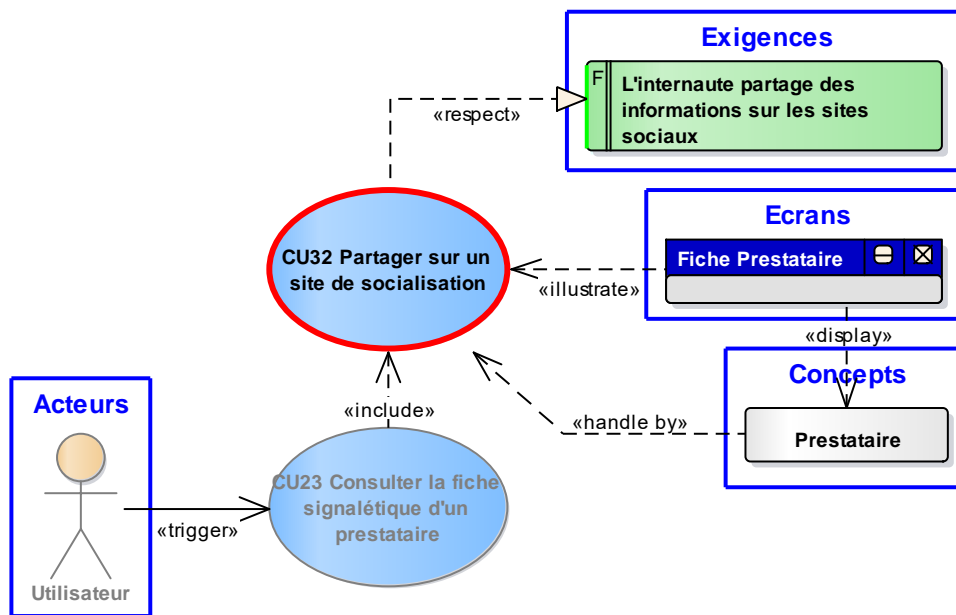 Exigences
F
L'internaute partage des
informations sur les sites
sociaux
«respect»
Ecrans
Fiche Prestataire
CU32 Partager sur un
site de socialisation
«illustrate»
«display»
Concepts
Prestataire
«handle by»
«include»
Acteurs
CU23 Consulter la fiche
signalétique d'un
prestataire
«trigger»
Utilisateur